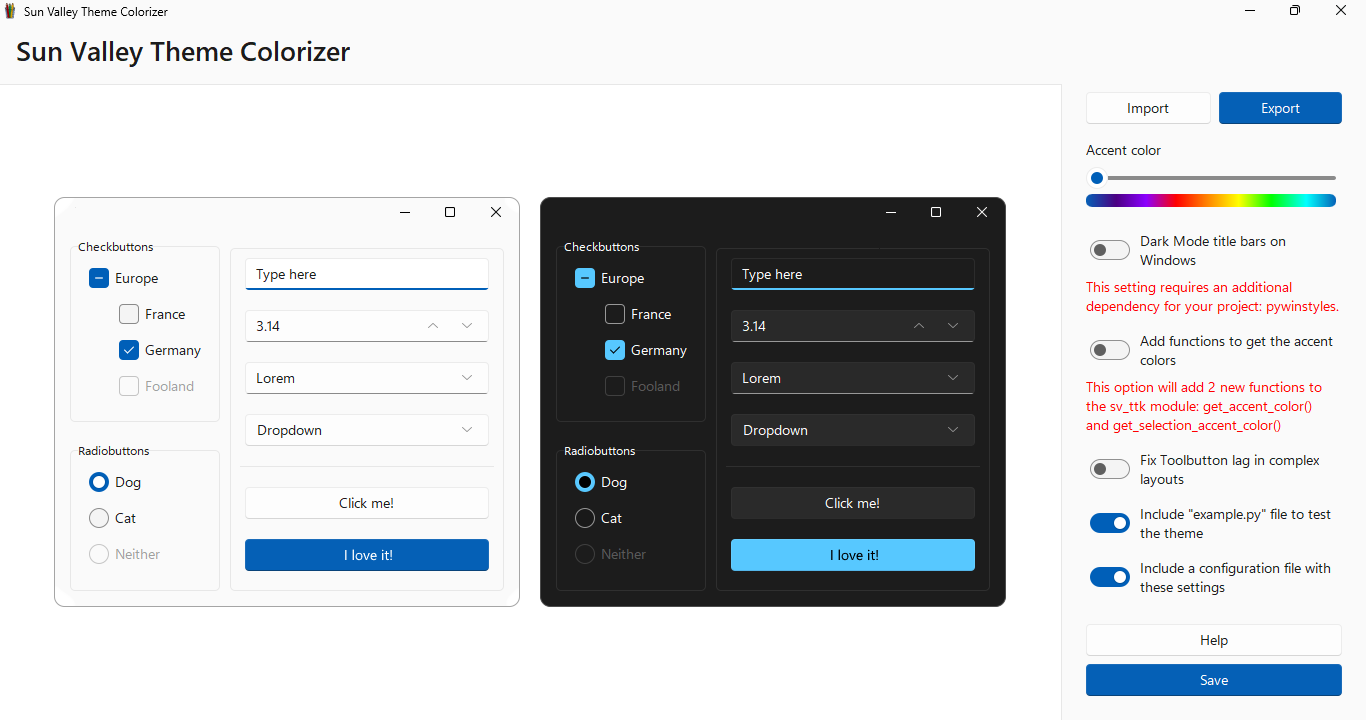 Sun Valley Theme Colorizer
Sun Valley Theme Colorizer
Import
Export
Accent color
Dark Mode title bars on
Windows
This setting requires an additional
dependency for your project: pywinstyles.
Add functions to get the accent
colors
This option will add 2 new functions to
the sv_ttk module: get_accent_color()
and get_selection_accent_color()
Fix Toolbutton lag in complex
layouts
Include "example.py" file to test
the theme
Include a configuration file with
these settings
Help
Save
Checkbuttons
Europe
France
Germany
Fooland
Radiobuttons
Dog
Cat
Neither
Type here
3.14
Lorem
Dropdown
Click me!
I love it!
Checkbuttons
Europe
France
Germany
Fooland
Radiobuttons
Dog
Cat
Neither
Type here
3.14
Lorem
Dropdown
Click me!
I love it!